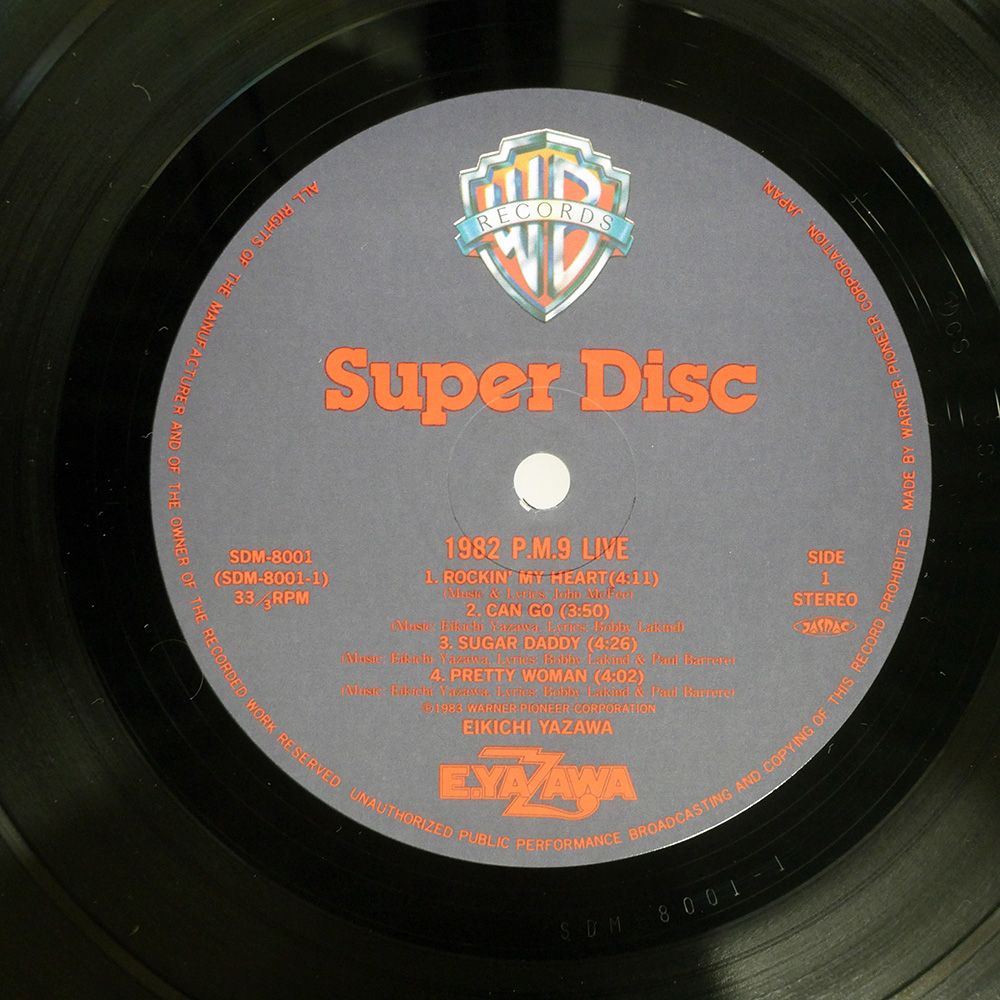 WB
RECORDS
Super Disc
1982 P.M.9 LIVE
SDM-8001
(SDM-8001-1)
33 1/3 RPM
SIDE
1
STEREO
JASRAC
1. ROCKIN' MY HEART(4:11)
(Music & Lyrics: John McFee)
2. CAN GO (3:50)
(Music: Eikichi Yazawa, Lyrics: Bobby Lakind)
3. SUGAR DADDY (4:26)
(Music: Eikichi Yazawa, Lyrics: Bobby Lakind & Paul Barrere)
4. PRETTY WOMAN (4:02)
(Music: Eikichi Yazawa, Lyrics: Bobby Lakind & Paul Barrere)
℗1983 WARNER-PIONEER CORPORATION
EIKICHI YAZAWA
E.YAZAWA
ALL RIGHTS OF THE MANUFACTURER AND OF THE OWNER OF THE RECORDED WORK RESERVED. UNAUTHORIZED PUBLIC PERFORMANCE BROADCASTING AND COPYING OF THIS RECORD PROHIBITED. MADE BY WARNER-PIONEER CORPORATION, JAPAN
SDM-8001-1